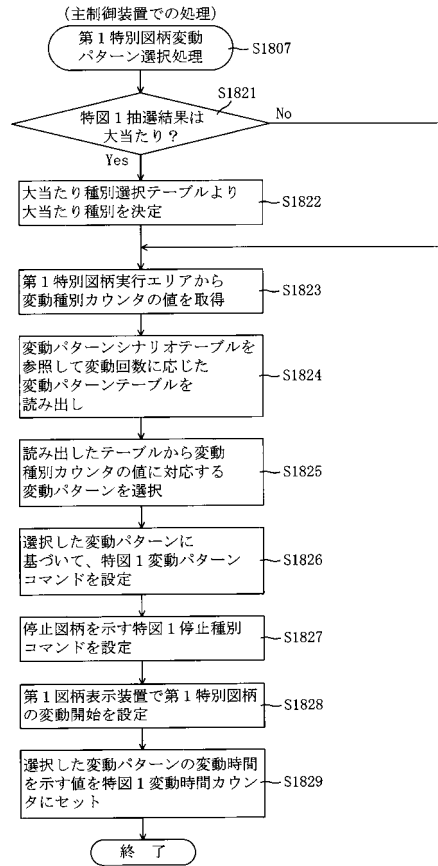 (主制御装置での処理)
第１特別図柄変動
パターン選択処理
S1807
S1821
特図１抽選結果は
大当たり？
No
Yes
大当たり種別選択テーブルより
大当たり種別を決定
S1822
第１特別図柄実行エリアから
変動種別カウンタの値を取得
S1823
変動パターンシナリオテーブルを
参照して変動回数に応じた
変動パターンテーブルを
読み出し
S1824
読み出したテーブルから変動
種別カウンタの値に対応する
変動パターンを選択
S1825
選択した変動パターンに
基づいて、特図１変動パターン
コマンドを設定
S1826
停止図柄を示す特図１停止種別
コマンドを設定
S1827
第１図柄表示装置で第１特別図柄
の変動開始を設定
S1828
選択した変動パターンの変動時間
を示す値を特図１変動時間カウン
タにセット
S1829
終 了